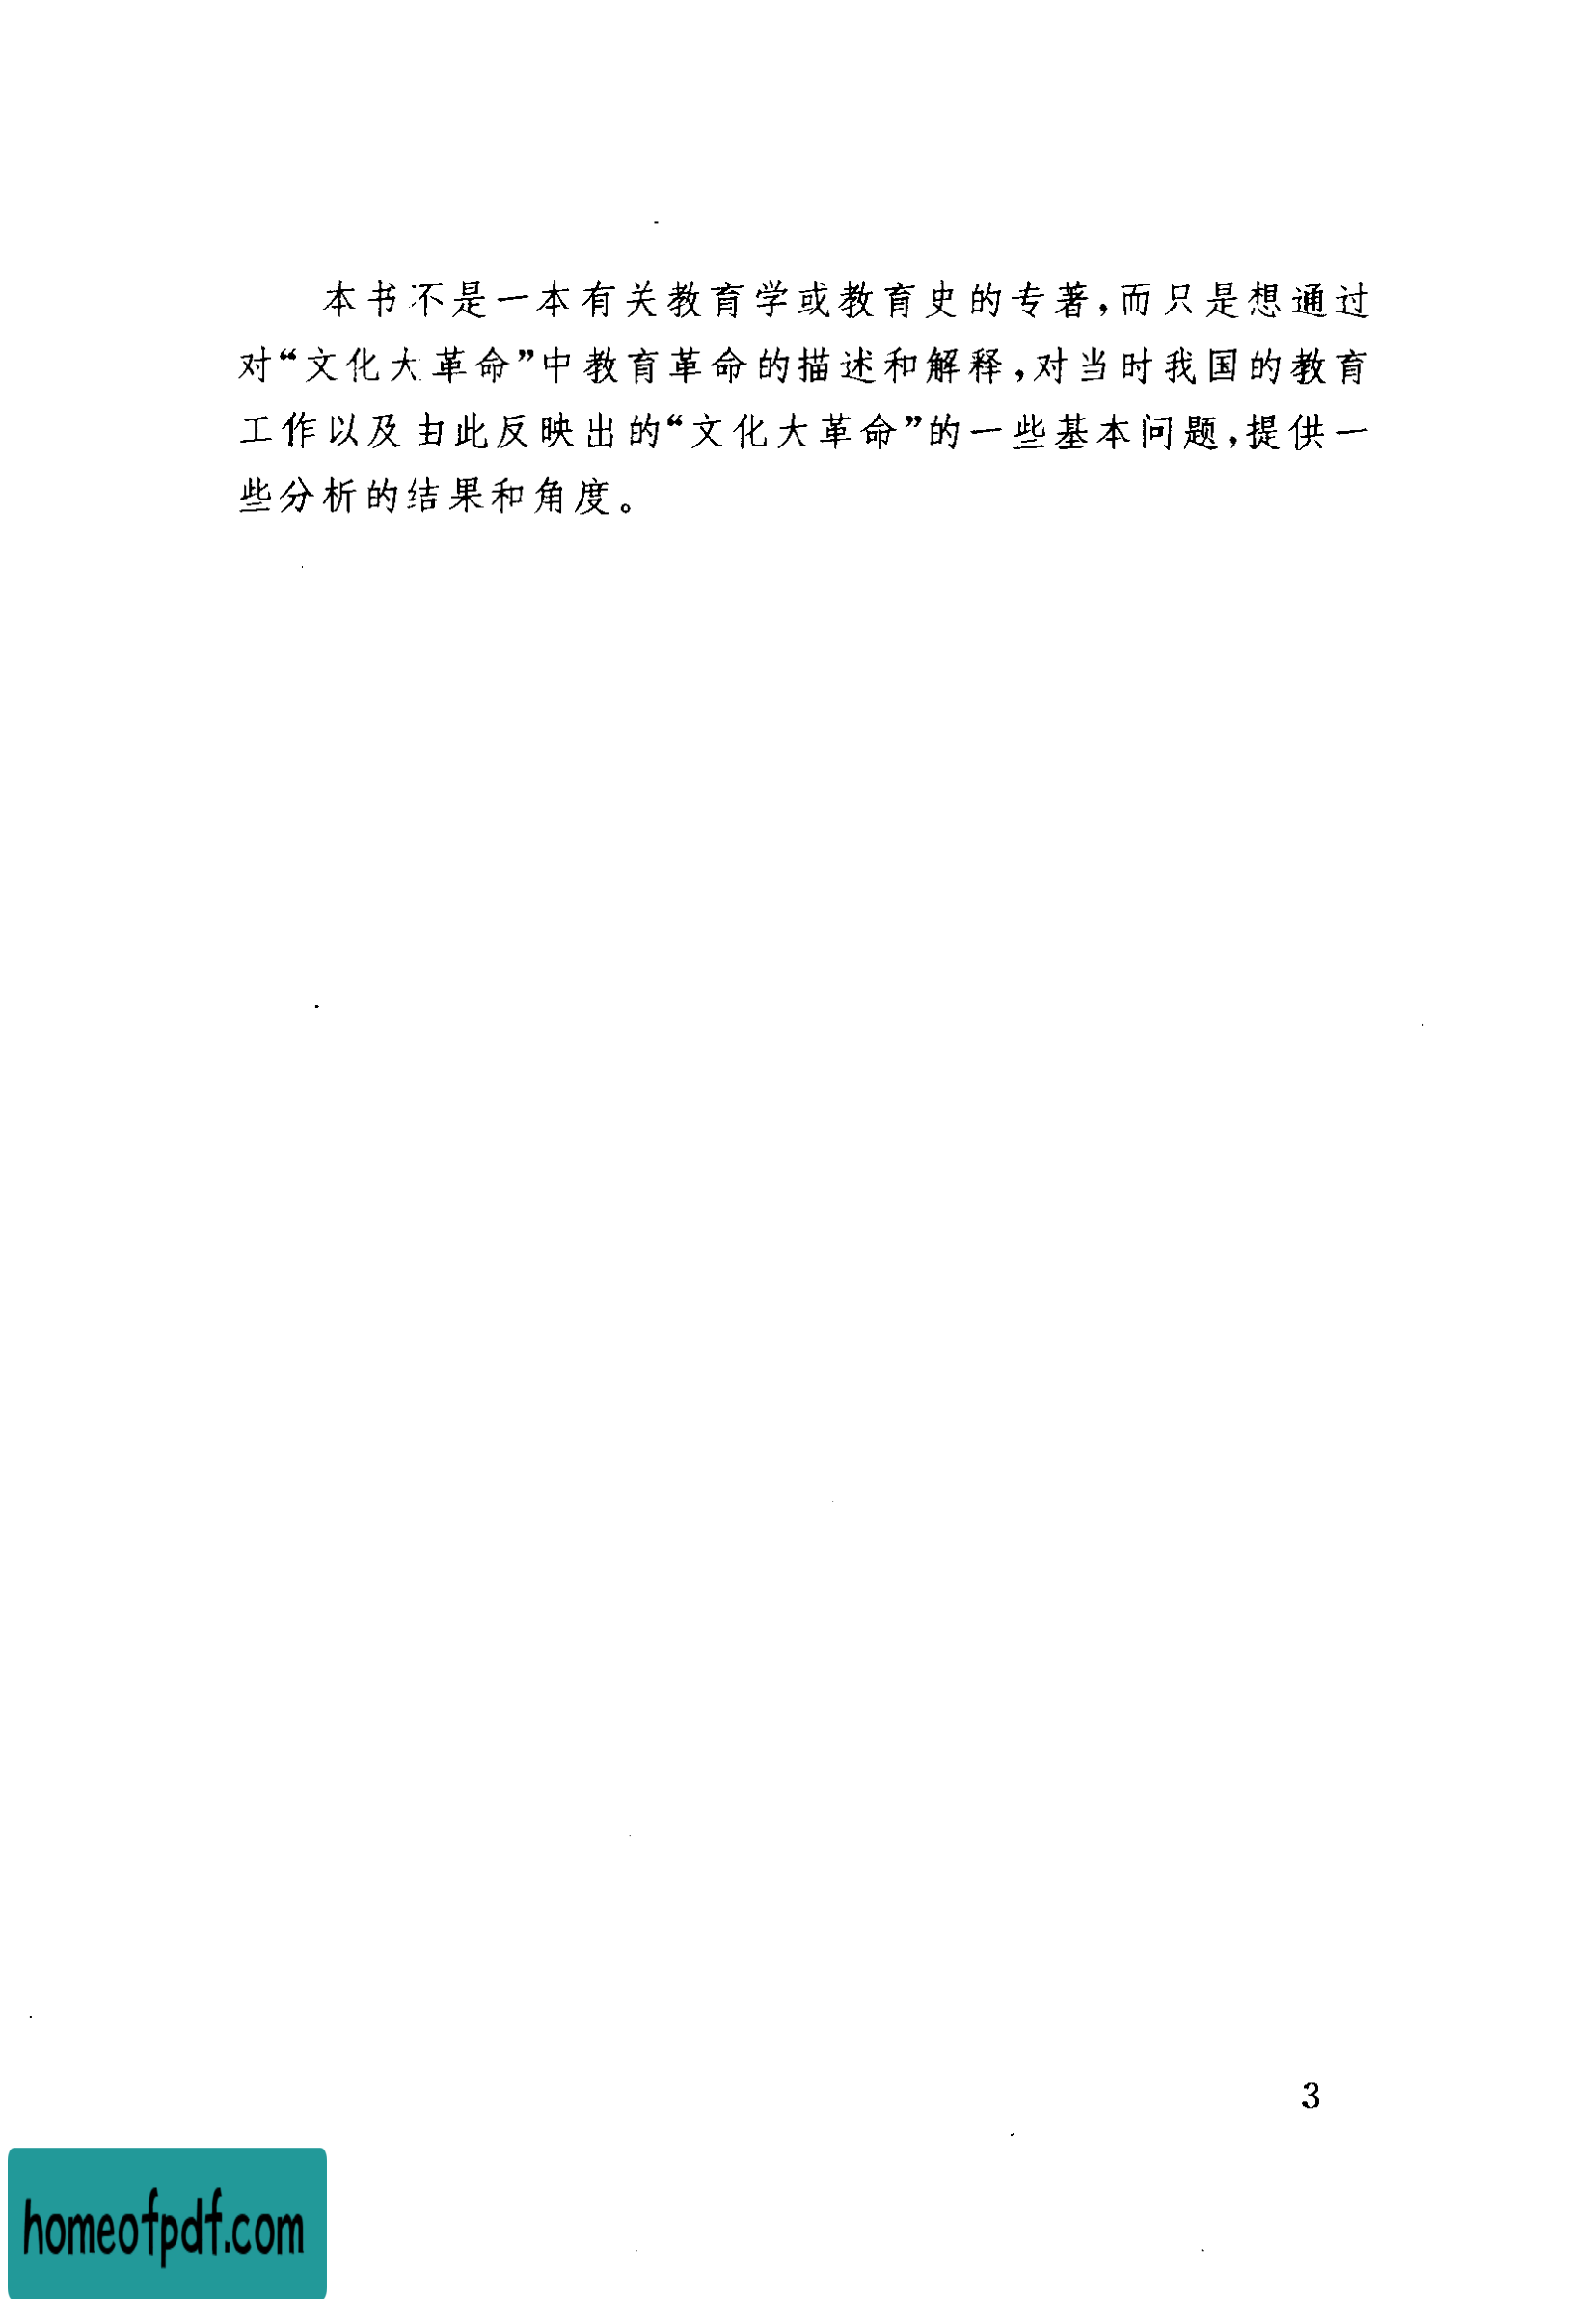 本书不是一本有关教育学或教育史的专著，而只是想通过
对“文化大革命”中教育革命的描述和解释，对当时我国的教育
工作以及由此反映出的“文化大革命”的一些基本问题，提供一
些分析的结果和角度。
3
homeofpdf.com